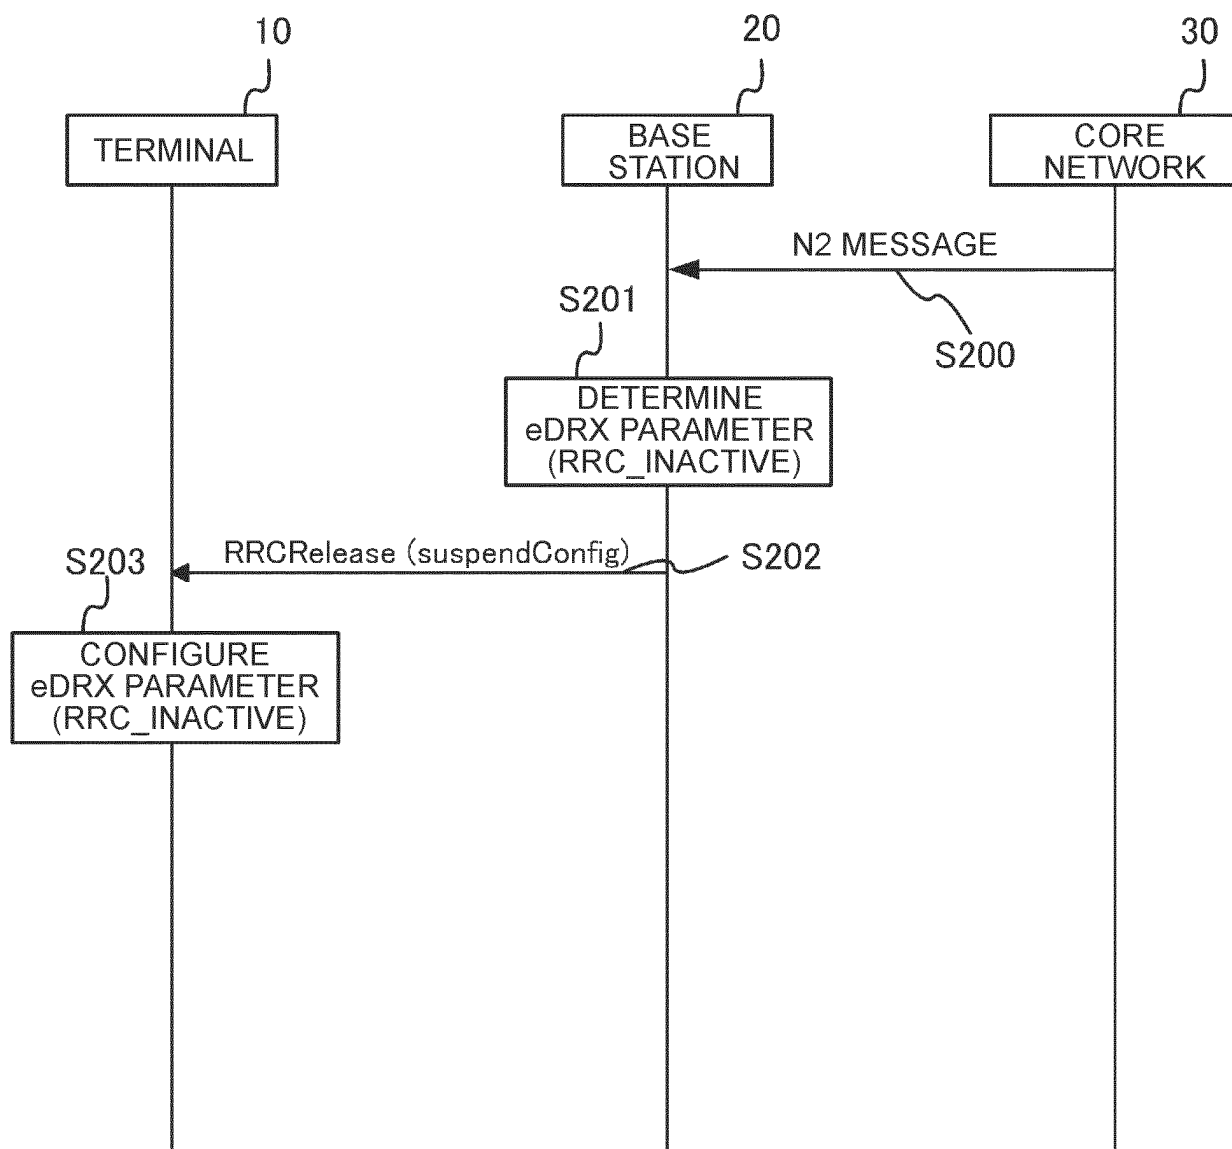 10
20
30
TERMINAL
BASE
STATION
CORE
NETWORK
N2 MESSAGE
S200
S201
DETERMINE
eDRX PARAMETER
(RRC_INACTIVE)
RRCRelease (suspendConfig)
S202
S203
CONFIGURE
eDRX PARAMETER
(RRC_INACTIVE)